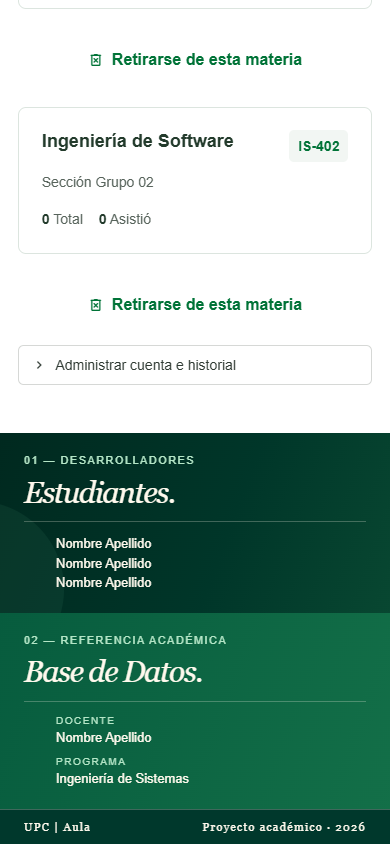 Retirarse de esta materia
Ingeniería de Software
IS-402
Sección Grupo 02
0 Total 0 Asistió
Retirarse de esta materia
Administrar cuenta e historial
01 — DESARROLLADORES
Estudiantes.
Nombre Apellido
Nombre Apellido
Nombre Apellido
02 — REFERENCIA ACADÉMICA
Base de Datos.
DOCENTE
Nombre Apellido
PROGRAMA
Ingeniería de Sistemas
UPC | Aula
Proyecto académico · 2026